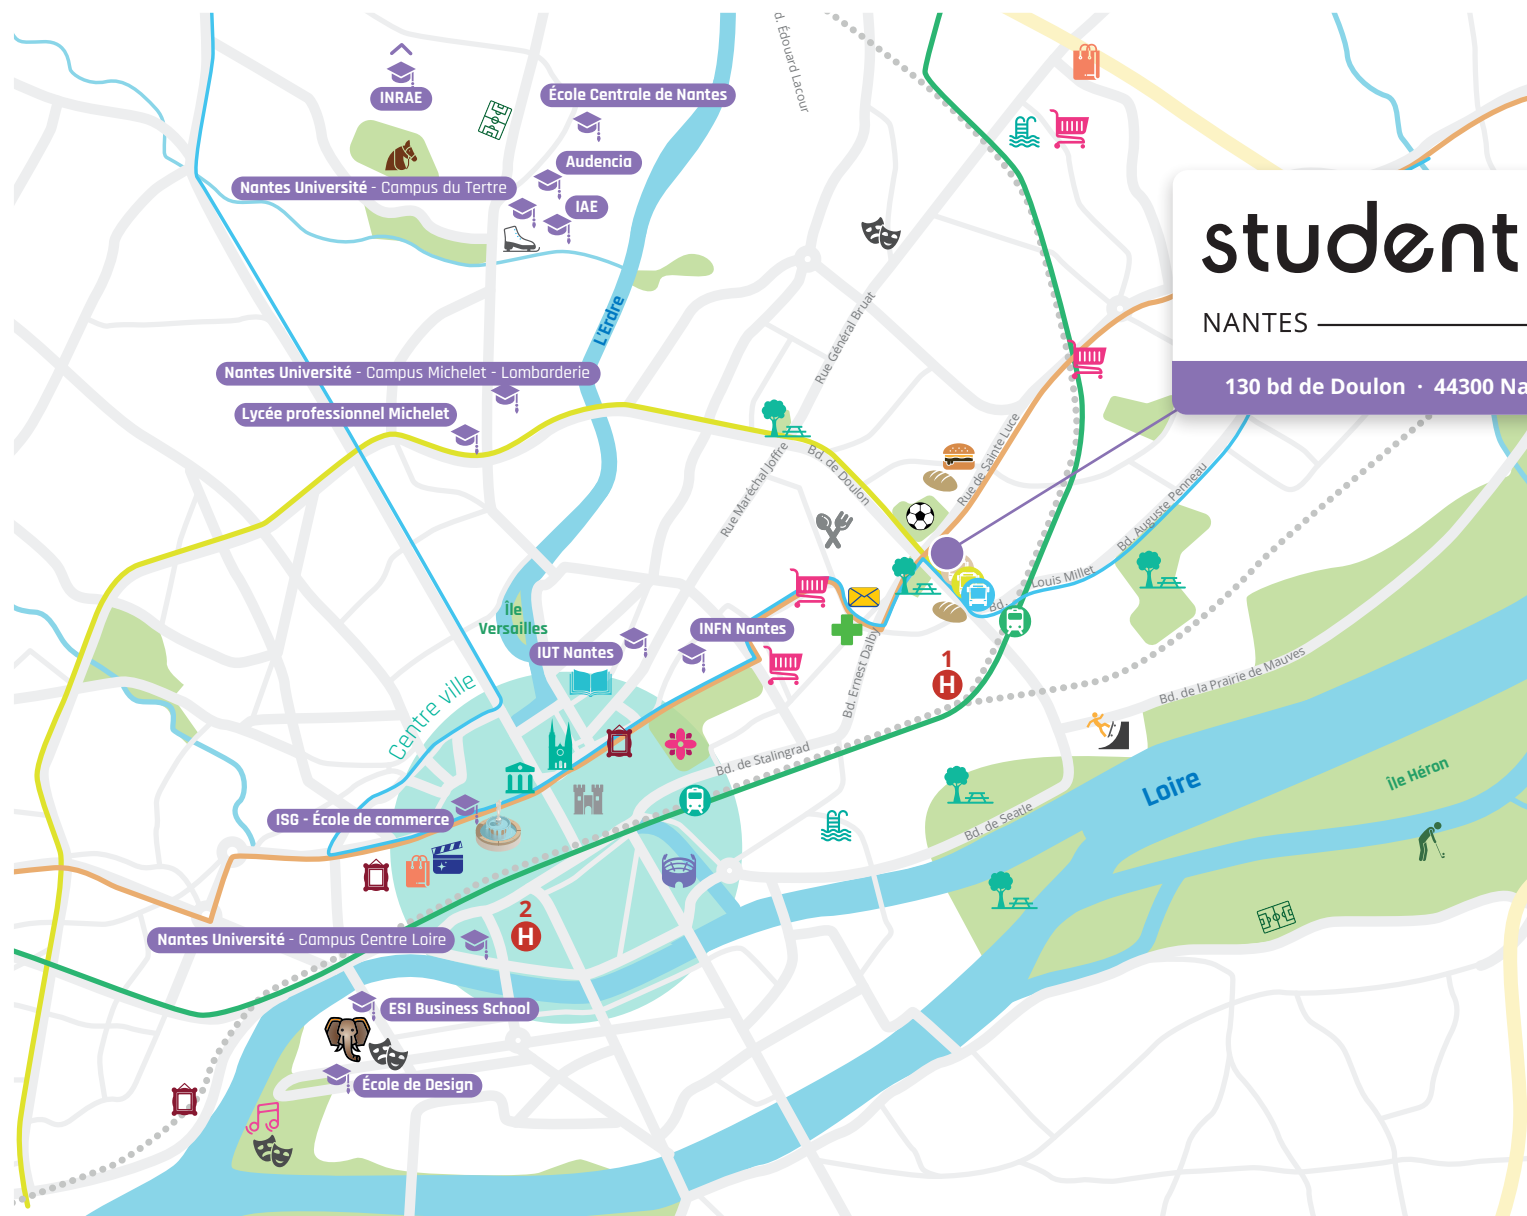 d. Édouard Lacour
INRAE
École Centrale de Nantes
Audencia
Nantes Université - Campus du Tertre
IAE
student
NANTES
130 bd de Doulon · 44300 Na
L'Erdre
Rue Général Bruat
Nantes Université - Campus Michelet - Lombarderie
Lycée professionnel Michelet
Rue Maréchal Joffre
Bd. de Doulon
Rue de Sainte Luce
Bd. Auguste Penneau
Bd. Louis Millet
Île
Versailles
INFN Nantes
IUT Nantes
Bd. Ernest Dalby
1
H
Bd. de la Prairie de Mauves
Centre ville
Bd. de Stalingrad
Loire
Île Héron
Bd. de Seatle
ISG - École de commerce
2
H
Nantes Université - Campus Centre Loire
ESI Business School
École de Design